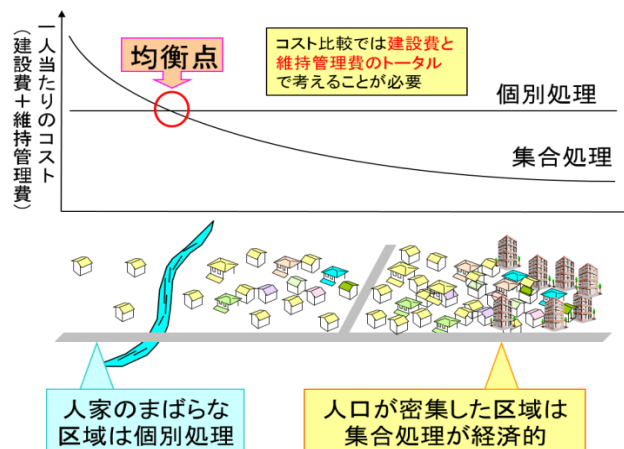 一人当たりのコスト
（建設費＋維持管理費）
均衡点
コスト比較では建設費と
維持管理費のトータル
で考えることが必要
個別処理
集合処理
人家のまばらな
区域は個別処理
人口が密集した区域は
集合処理が経済的